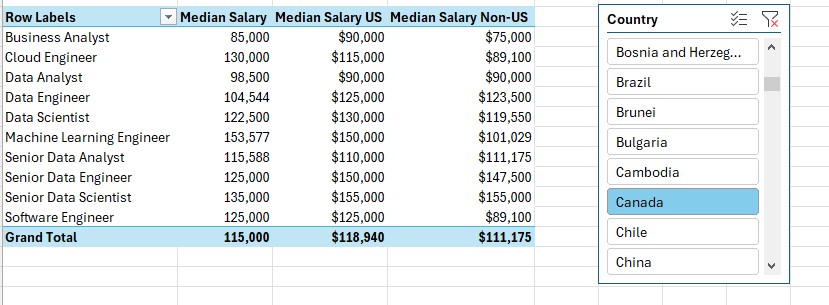 Row Labels Median Salary Median Salary US Median Salary Non-US
Business Analyst 85,000 $90,000 $75,000
Cloud Engineer 130,000 $115,000 $89,100
Data Analyst 98,500 $90,000 $90,000
Data Engineer 104,544 $125,000 $123,500
Data Scientist 122,500 $130,000 $119,550
Machine Learning Engineer 153,577 $150,000 $101,029
Senior Data Analyst 115,588 $110,000 $111,175
Senior Data Engineer 125,000 $150,000 $147,500
Senior Data Scientist 135,000 $155,000 $155,000
Software Engineer 125,000 $125,000 $89,100
Grand Total 115,000 $118,940 $111,175
Country
Bosnia and Herzeg...
Brazil
Brunei
Bulgaria
Cambodia
Canada
Chile
China